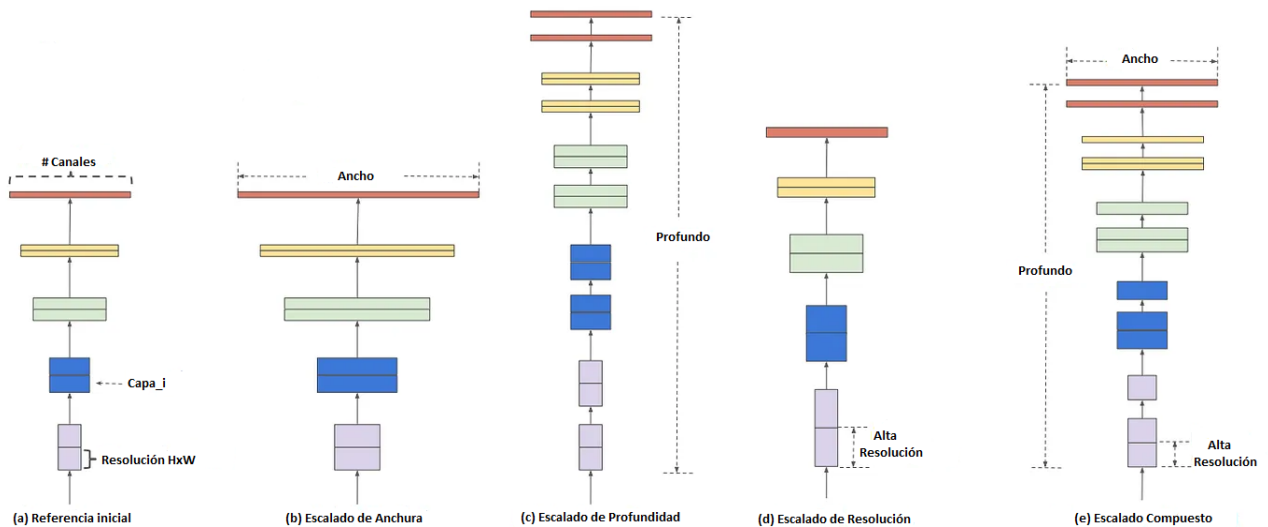 # Canales
Capa_i
Resolución HxW
(a) Referencia inicial
Ancho
(b) Escalado de Anchura
Profundo
(c) Escalado de Profundidad
Alta
Resolución
(d) Escalado de Resolución
Ancho
Profundo
Alta
Resolución
(e) Escalado Compuesto